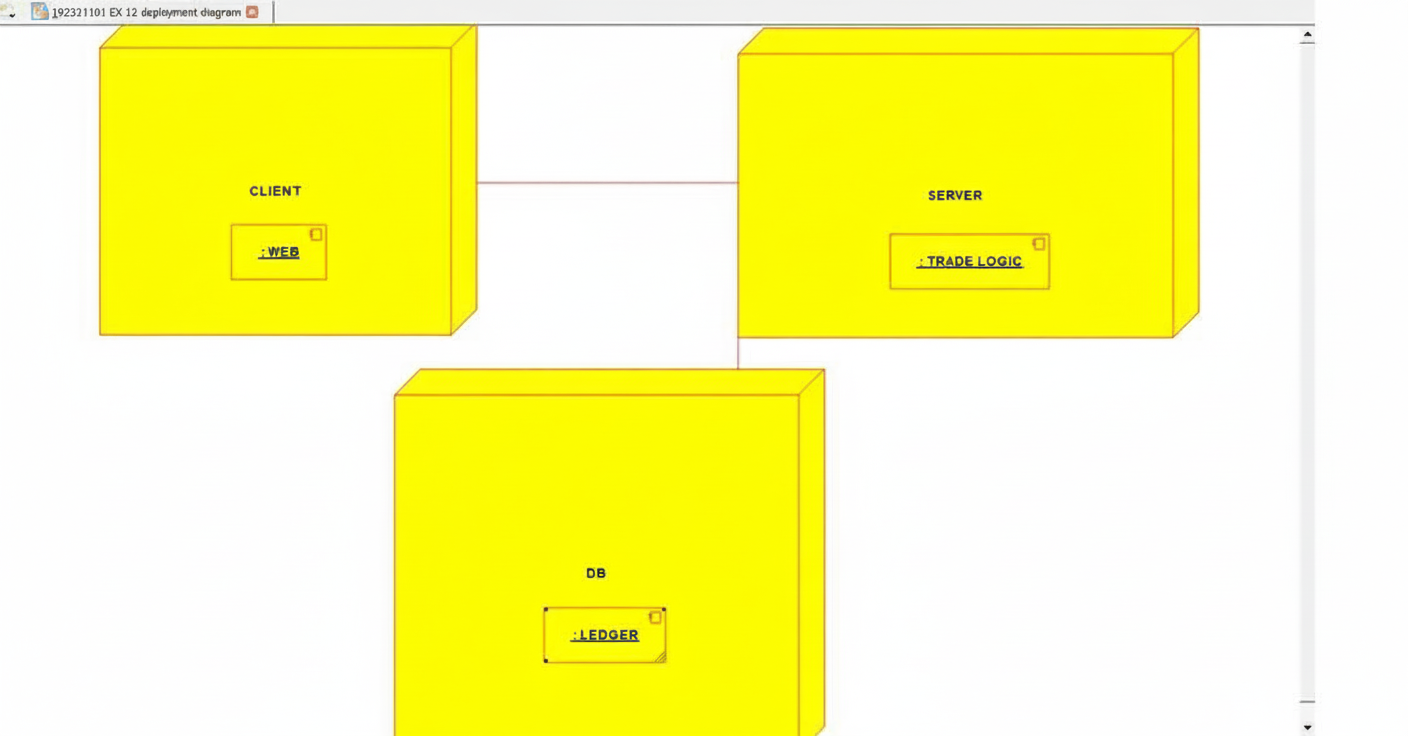 192321101 EX 12 deployment diagram
CLIENT
: WEB
SERVER
: TRADE LOGIC
DB
: LEDGER